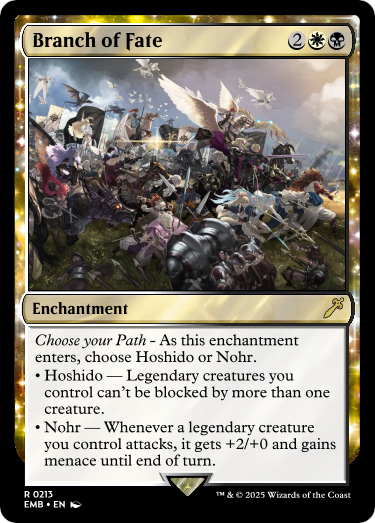 Branch of Fate 2
Enchantment
Choose your Path - As this enchantment
enters, choose Hoshido or Nohr.
• Hoshido — Legendary creatures you
control can't be blocked by more than one
creature.
• Nohr — Whenever a legendary creature
you control attacks, it gets +2/+0 and gains
menace until end of turn.
R 0213
EMB • EN ™ & © 2025 Wizards of the Coast